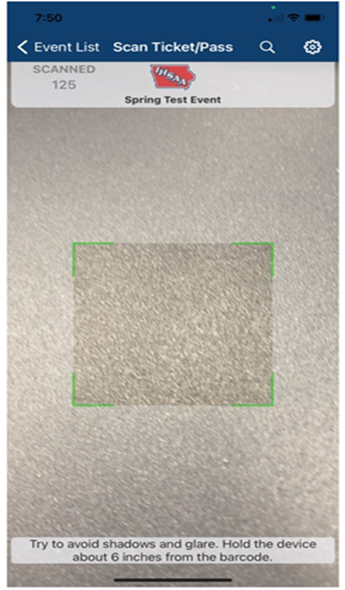 7:50
Event List Scan Ticket/Pass
SCANNED
125
IHSAA
Spring Test Event
Try to avoid shadows and glare. Hold the device
about 6 inches from the barcode.